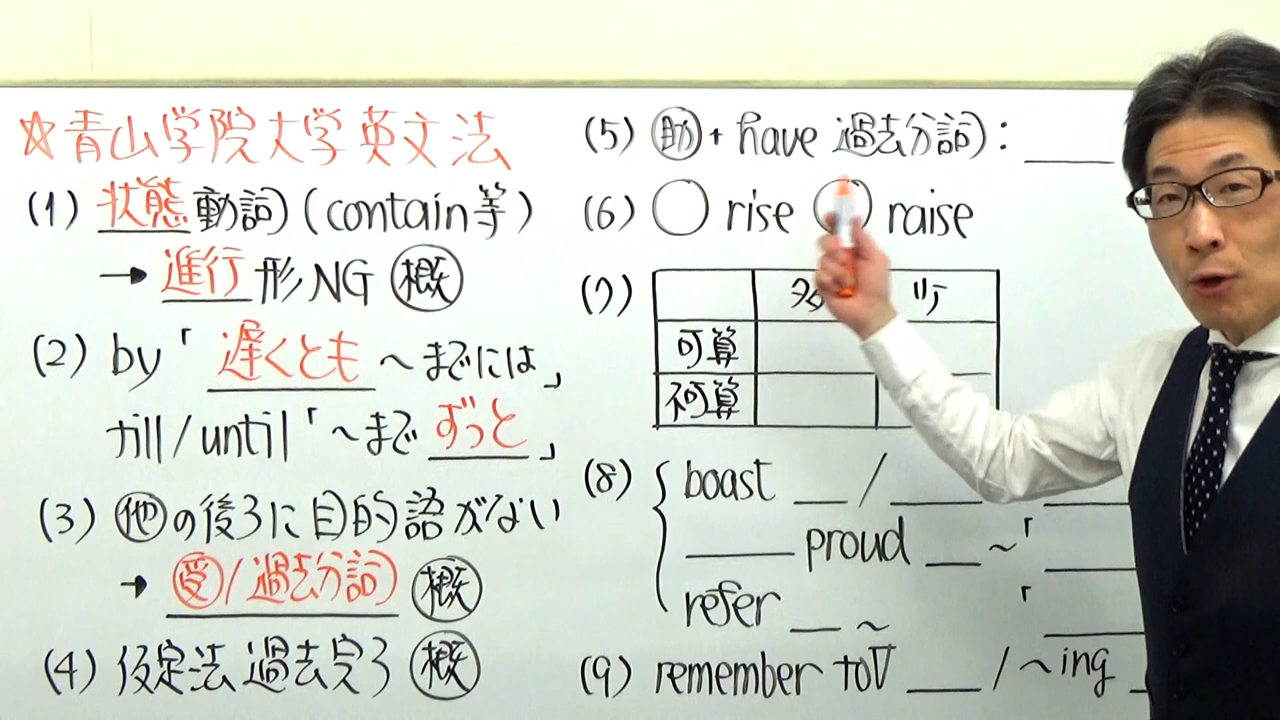 ☆青山学院大学英文法
(1) 状態動詞 (contain等)
→ 進行形NG 概
(2) by「遅くとも～までには」
till/until「～までずっと」
(3) 他の後ろに目的語がない
→ 受/過去分詞 概
(4) 仮定法過去完了 概
(5) 助+have 過去分詞:
(6) ○ rise ○ raise
(7)
可算
不可算
(8) boast __ / ____
____ proud __ ~「
refer __ ~ 「
(9) remember toV ___ / ~ing